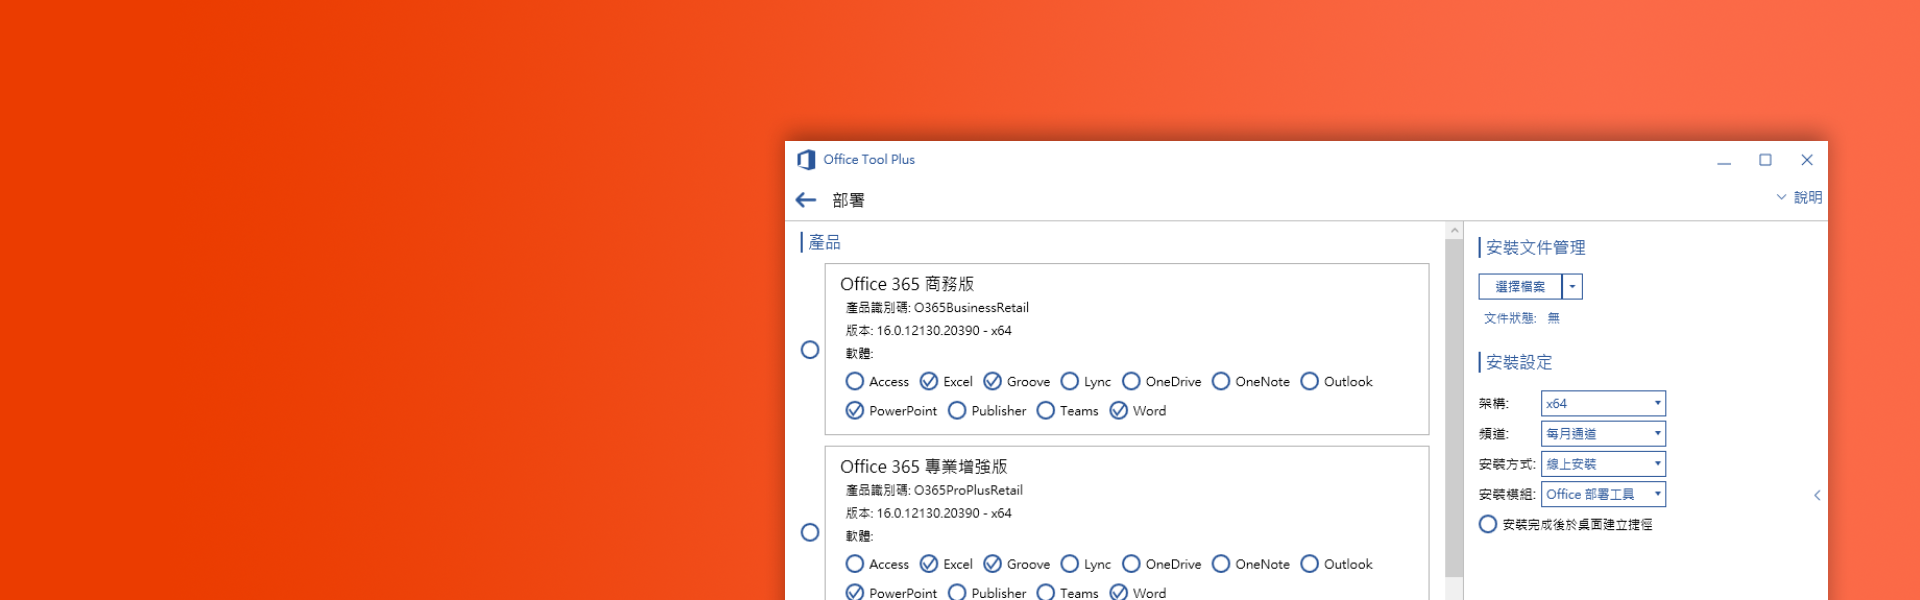 Office Tool Plus
部署
說明
產品
Office 365 商務版
產品識別碼: O365BusinessRetail
版本: 16.0.12130.20390 - x64
軟體:
Access Excel Groove Lync OneDrive OneNote Outlook
PowerPoint Publisher Teams Word
Office 365 專業增強版
產品識別碼: O365ProPlusRetail
版本: 16.0.12130.20390 - x64
軟體:
Access Excel Groove Lync OneDrive OneNote Outlook
PowerPoint Publisher Teams Word
安裝文件管理
選擇檔案
文件狀態: 無
安裝設定
架構: x64
頻道: 每月通道
安裝方式: 線上安裝
安裝模組: Office 部署工具
安裝完成後於桌面建立捷徑